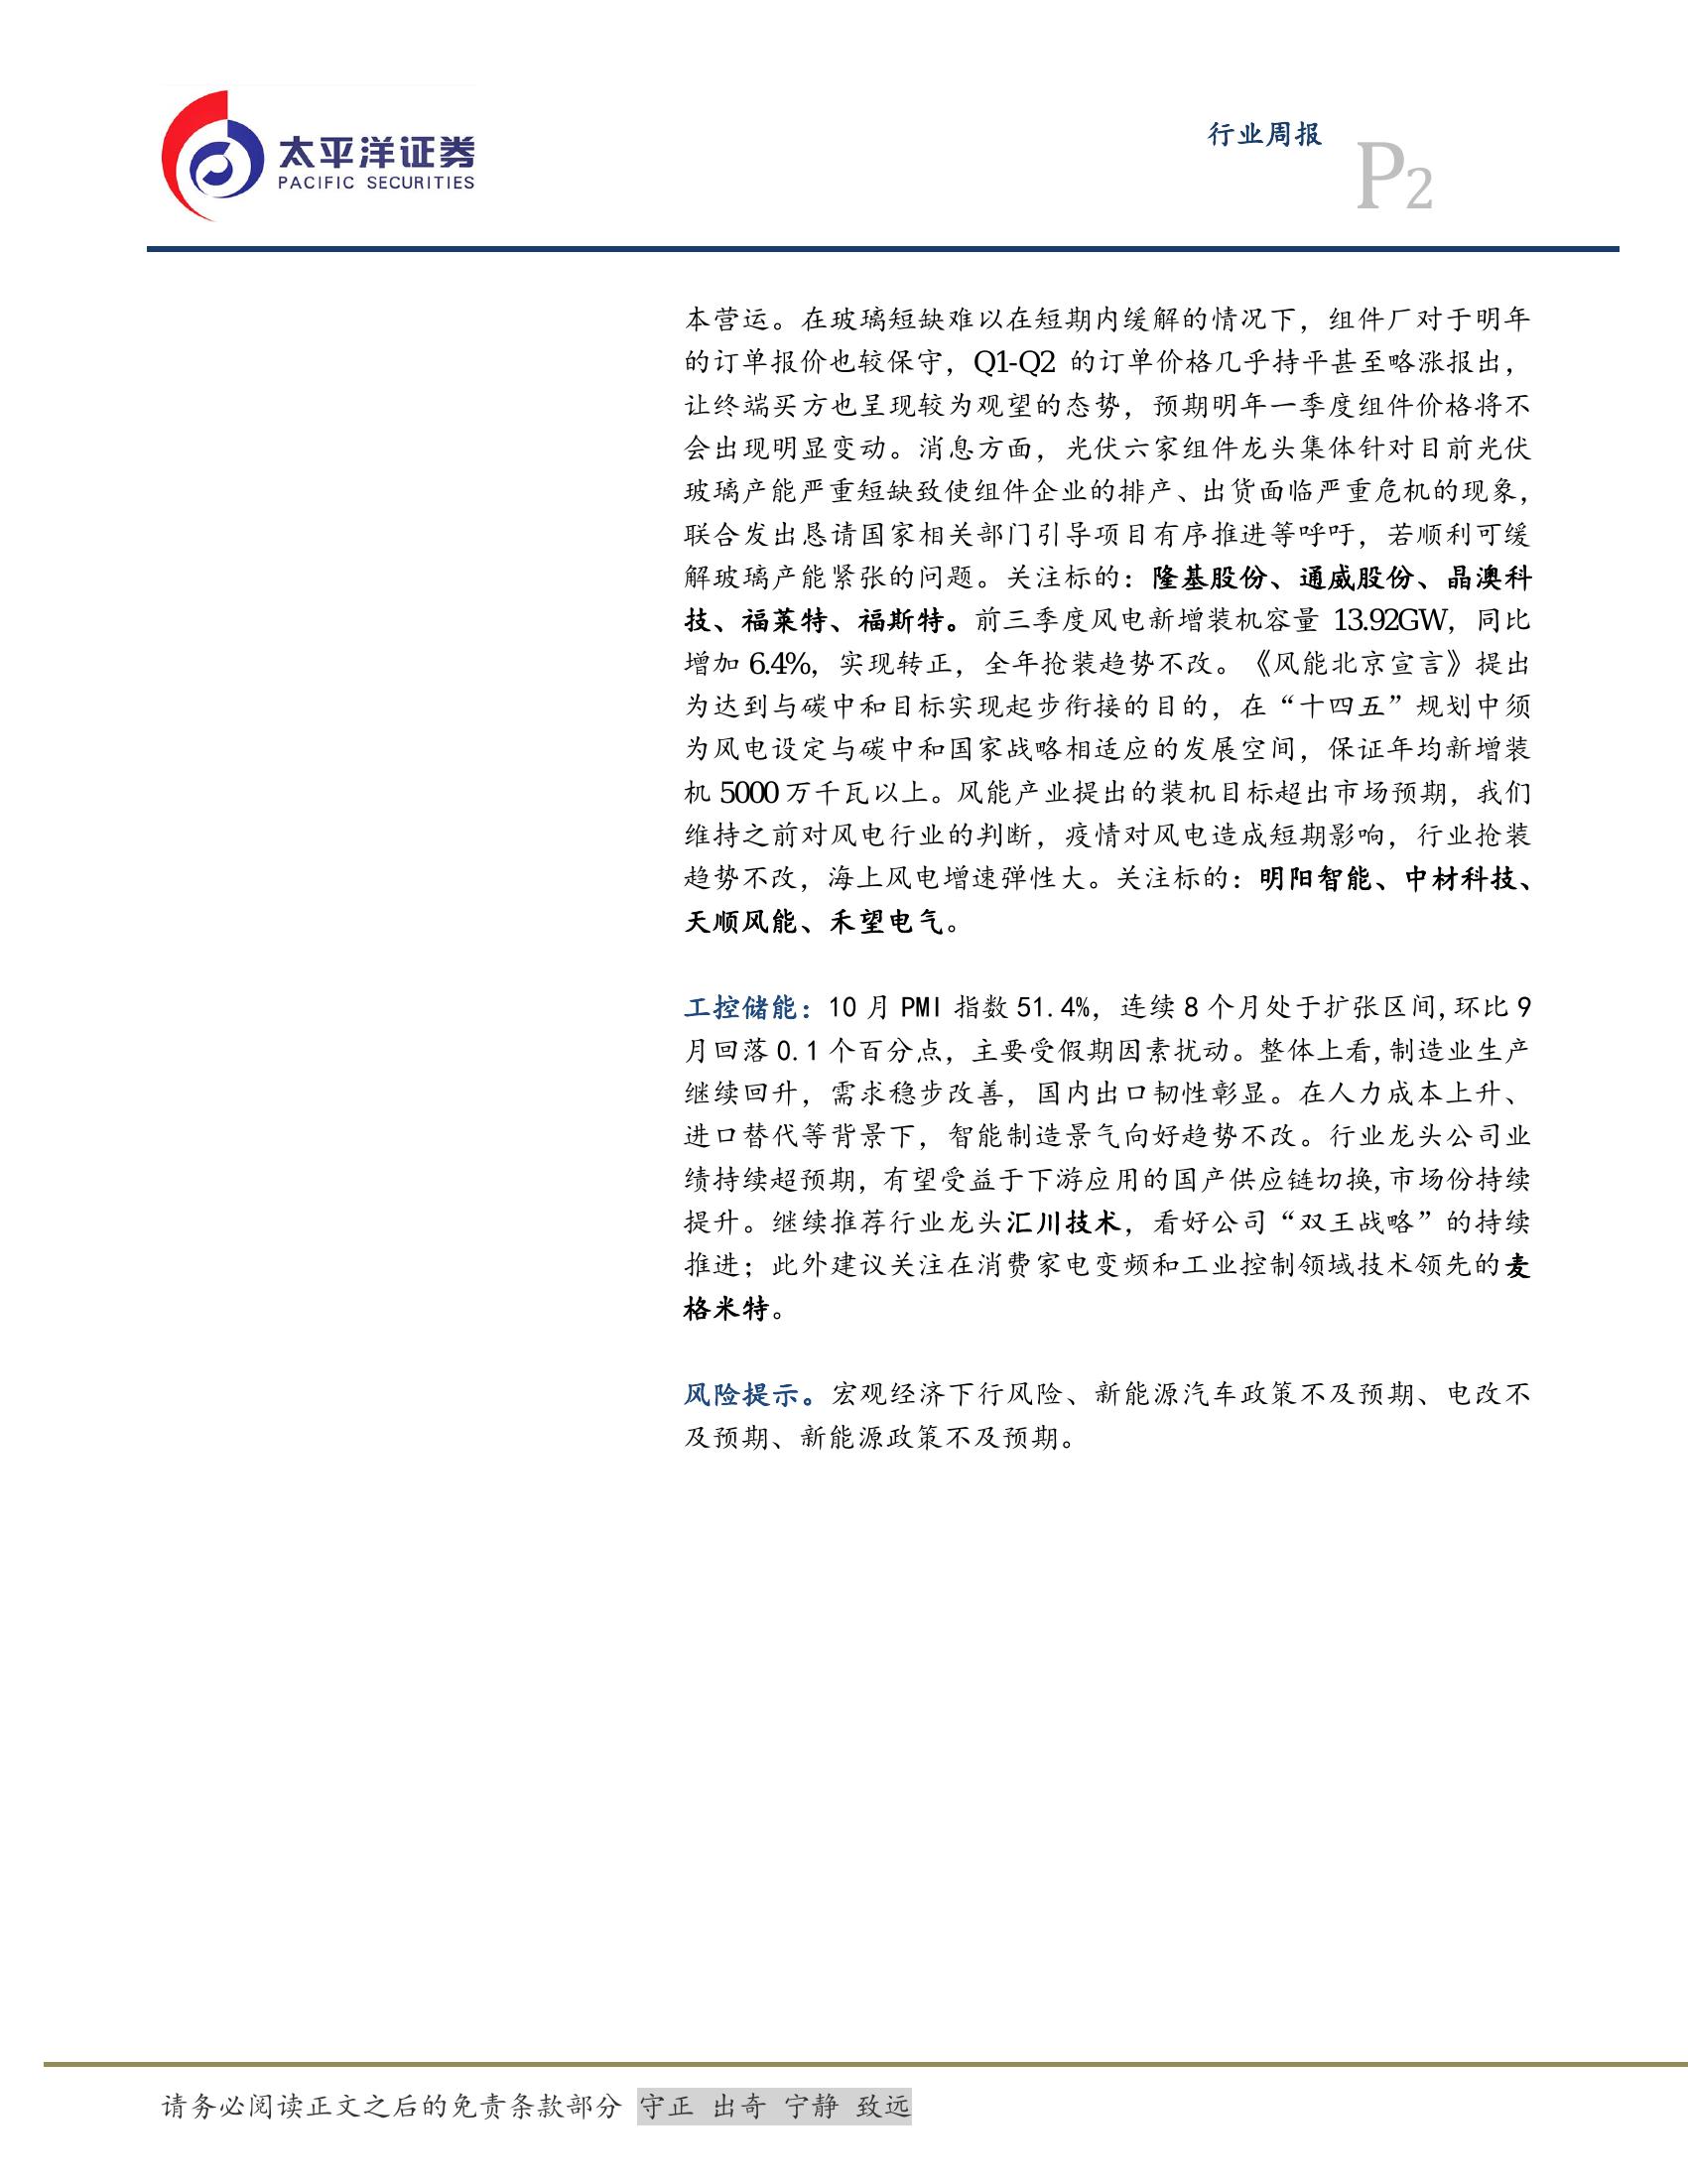 太平洋证券
PACIFIC SECURITIES
行业周报
P2
本营运。在玻璃短缺难以在短期内缓解的情况下，组件厂对于明年
的订单报价也较保守，Q1-Q2 的订单价格几乎持平甚至略涨报出，
让终端买方也呈现较为观望的态势，预期明年一季度组件价格将不
会出现明显变动。消息方面，光伏六家组件龙头集体针对目前光伏
玻璃产能严重短缺致使组件企业的排产、出货面临严重危机的现象，
联合发出恳请国家相关部门引导项目有序推进等呼吁，若顺利可缓
解玻璃产能紧张的问题。关注标的：隆基股份、通威股份、晶澳科
技、福莱特、福斯特。前三季度风电新增装机容量 13.92GW，同比
增加 6.4%，实现转正，全年抢装趋势不改。《风能北京宣言》提出
为达到与碳中和目标实现起步衔接的目的，在“十四五”规划中须
为风电设定与碳中和国家战略相适应的发展空间，保证年均新增装
机 5000 万千瓦以上。风能产业提出的装机目标超出市场预期，我们
维持之前对风电行业的判断，疫情对风电造成短期影响，行业抢装
趋势不改，海上风电增速弹性大。关注标的：明阳智能、中材科技、
天顺风能、禾望电气。
工控储能：10 月 PMI 指数 51.4%，连续 8 个月处于扩张区间,环比 9
月回落 0.1 个百分点，主要受假期因素扰动。整体上看,制造业生产
继续回升，需求稳步改善，国内出口韧性彰显。在人力成本上升、
进口替代等背景下，智能制造景气向好趋势不改。行业龙头公司业
绩持续超预期，有望受益于下游应用的国产供应链切换,市场份持续
提升。继续推荐行业龙头汇川技术，看好公司“双王战略”的持续
推进；此外建议关注在消费家电变频和工业控制领域技术领先的麦
格米特。
风险提示。宏观经济下行风险、新能源汽车政策不及预期、电改不
及预期、新能源政策不及预期。
请务必阅读正文之后的免责条款部分 守正 出奇 宁静 致远